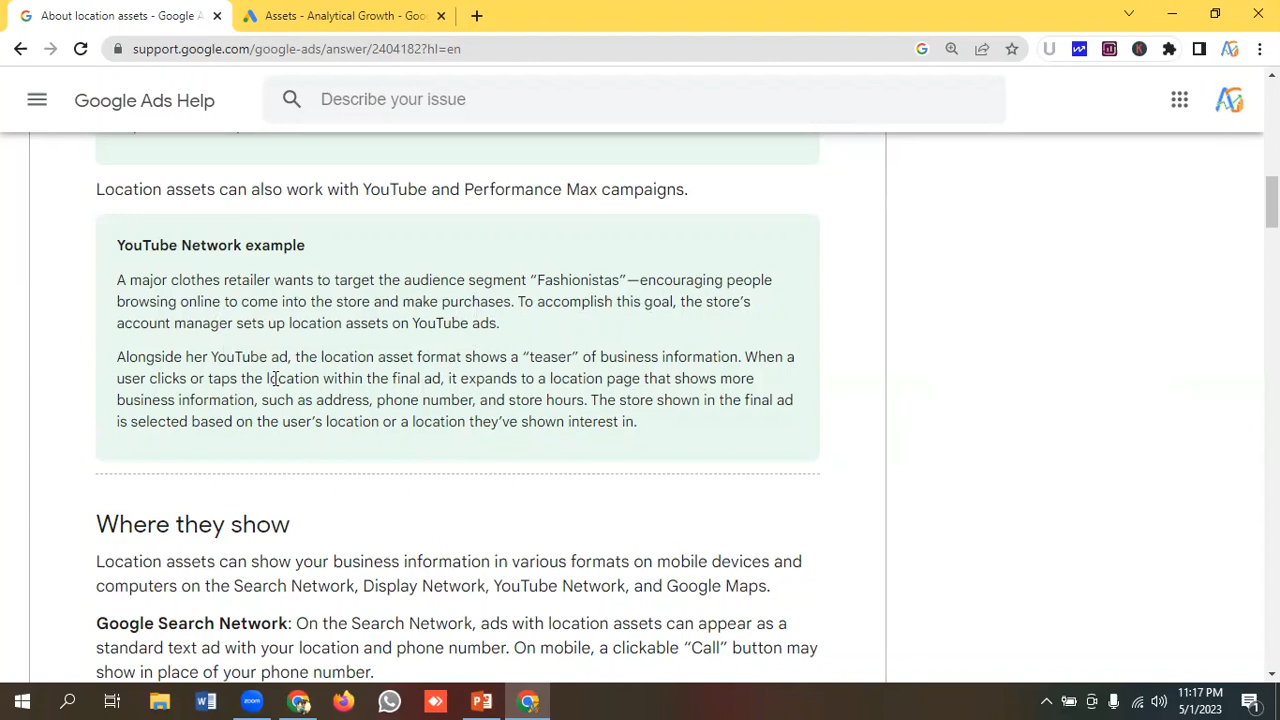 About location assets - Google A
Assets - Analytical Growth - Goo
support.google.com/google-ads/answer/2404182?hl=en
Google Ads Help
Describe your issue
Location assets can also work with YouTube and Performance Max campaigns.
YouTube Network example
A major clothes retailer wants to target the audience segment “Fashionistas”—encouraging people
browsing online to come into the store and make purchases. To accomplish this goal, the store’s
account manager sets up location assets on YouTube ads.
Alongside her YouTube ad, the location asset format shows a “teaser” of business information. When a
user clicks or taps the location within the final ad, it expands to a location page that shows more
business information, such as address, phone number, and store hours. The store shown in the final ad
is selected based on the user’s location or a location they’ve shown interest in.
Where they show
Location assets can show your business information in various formats on mobile devices and
computers on the Search Network, Display Network, YouTube Network, and Google Maps.
Google Search Network: On the Search Network, ads with location assets can appear as a
standard text ad with your location and phone number. On mobile, a clickable “Call” button may
show in place of your phone number.
11:17 PM
5/1/2023